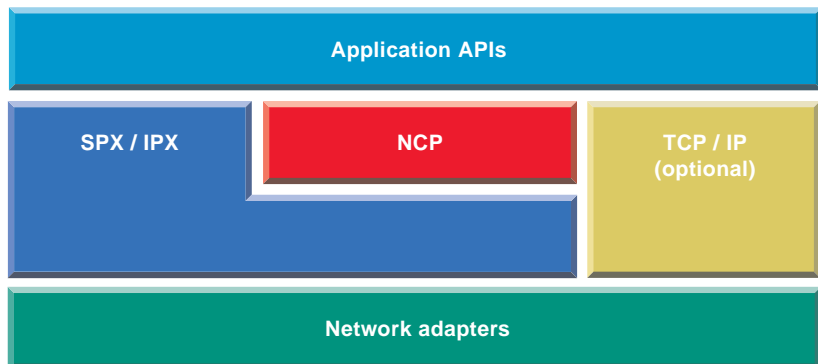 Application APIs
SPX / IPX
NCP
TCP / IP
(optional)
Network adapters